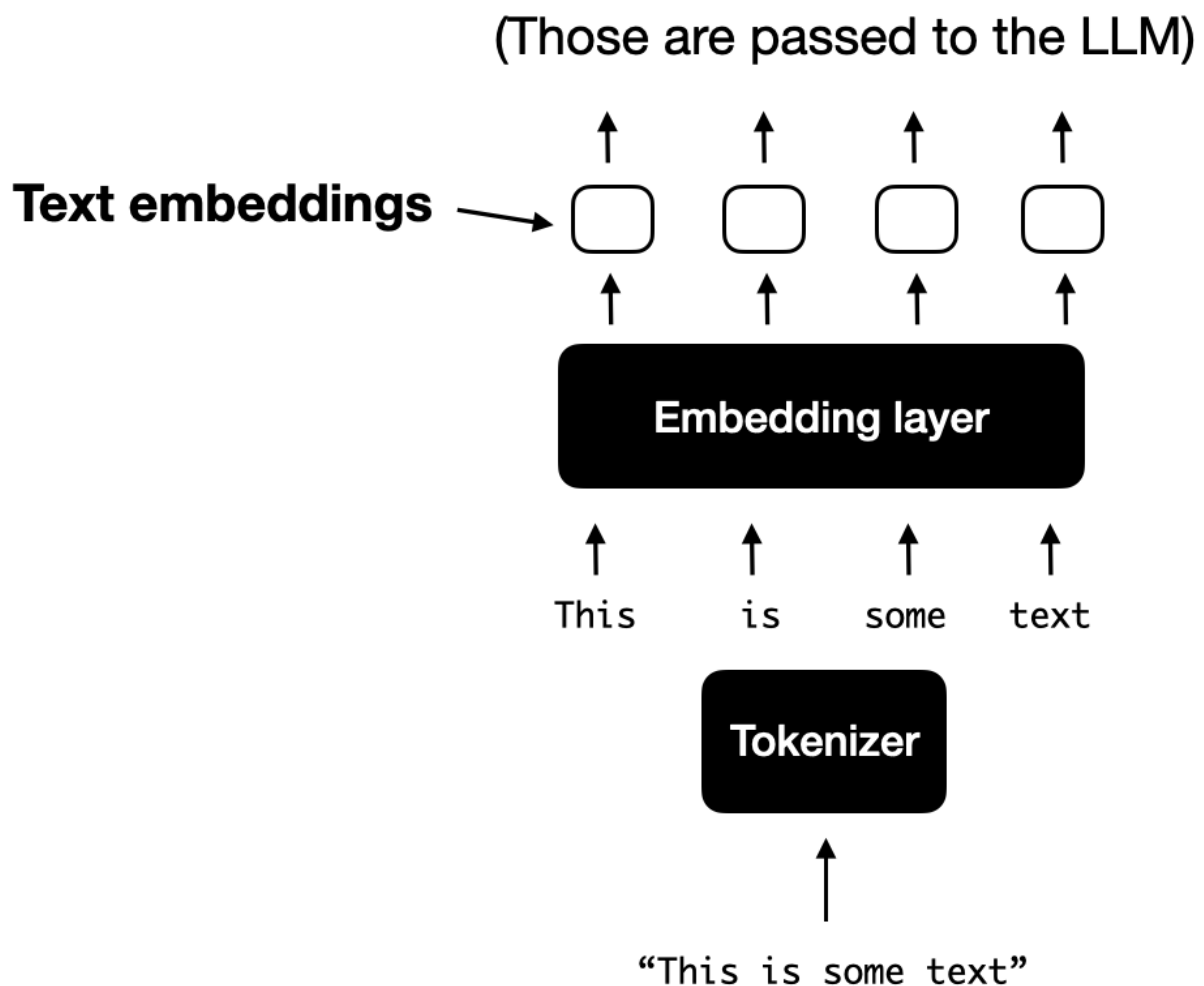 (Those are passed to the LLM)
Text embeddings
Embedding layer
This is some text
Tokenizer
“This is some text”